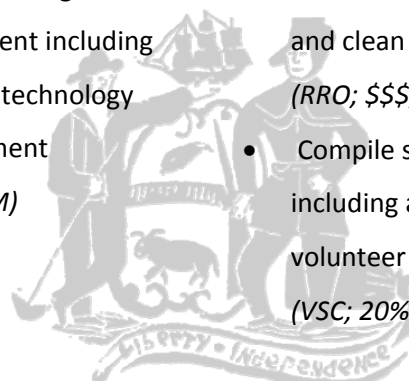 ent including
technology
ment
M)
and clean
(RRO; $$$,
• Compile s
including a
volunteer
(VSC; 20%
LIBERTY • INDEPENDENCE